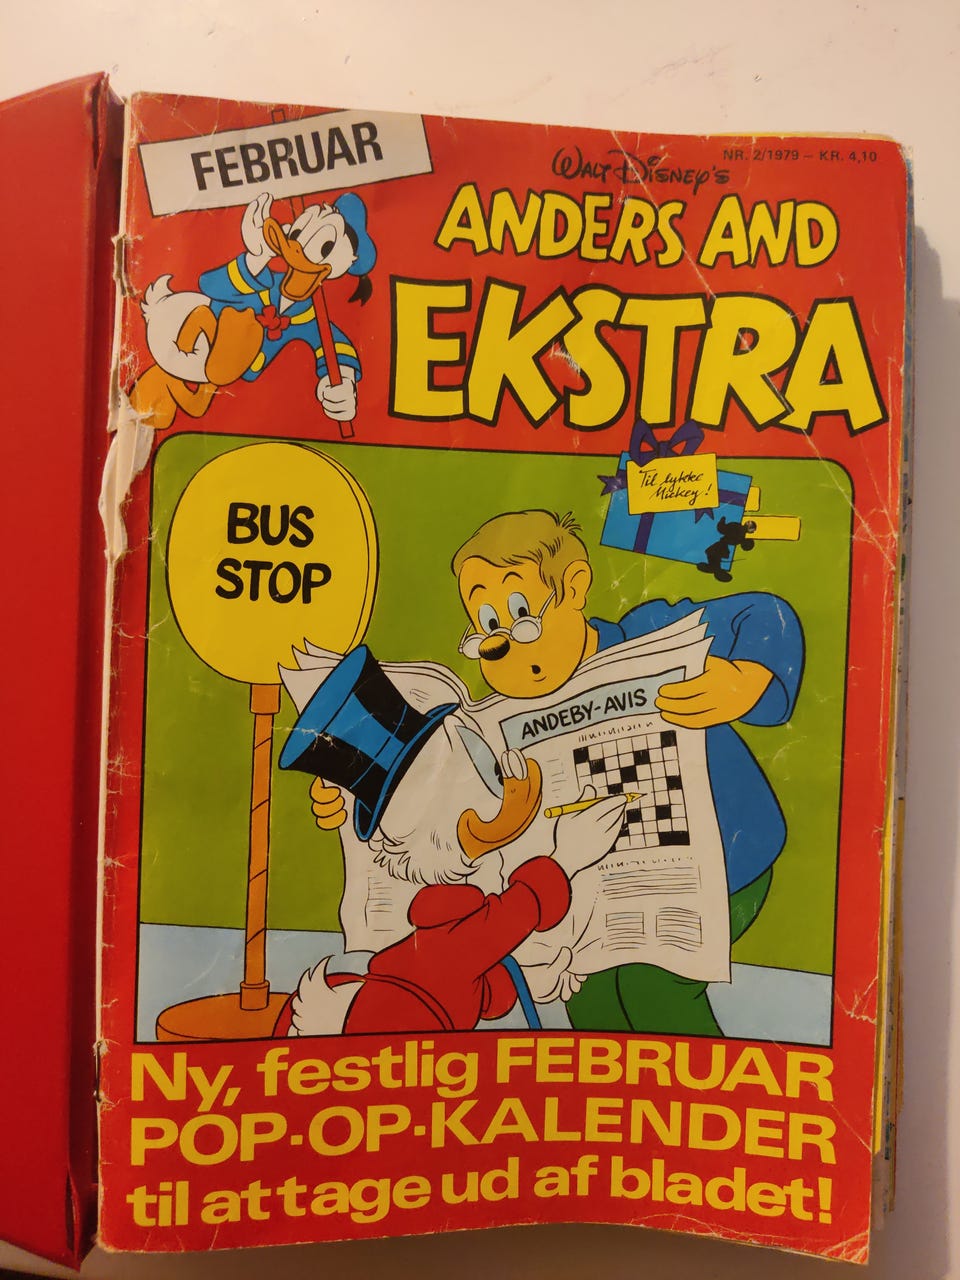 FEBRUAR
NR. 2/1979 – KR. 4,10
WALT DISNEY'S
ANDERS AND
EKSTRA
Til lykke
Mickey!
BUS
STOP
ANDEBY-AVIS
Ny, festlig FEBRUAR
POP-OP-KALENDER
til at tage ud af bladet!